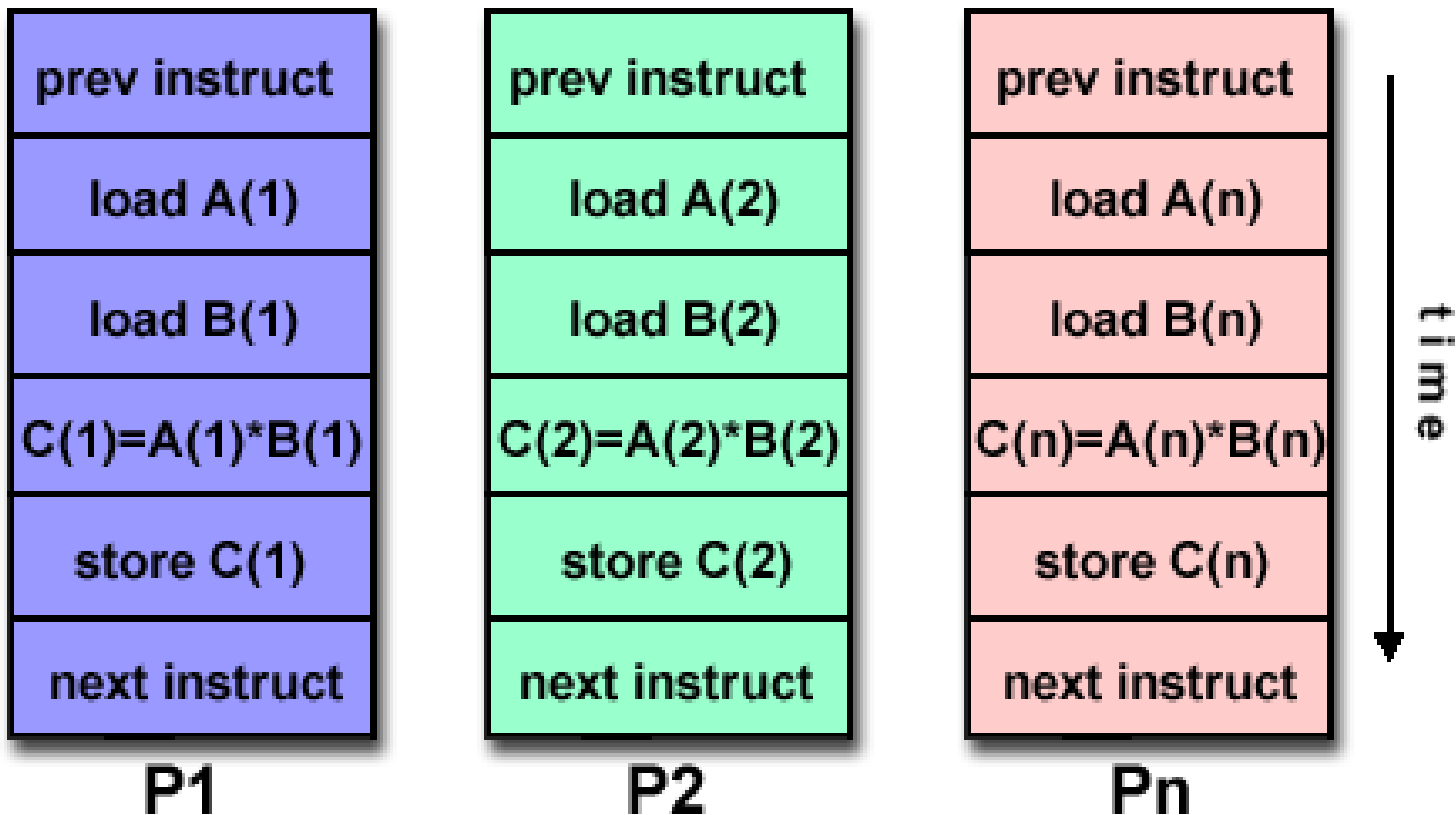 prev instruct
load A(1)
load B(1)
C(1)=A(1)*B(1)
store C(1)
next instruct
P1
prev instruct
load A(2)
load B(2)
C(2)=A(2)*B(2)
store C(2)
next instruct
P2
prev instruct
load A(n)
load B(n)
C(n)=A(n)*B(n)
store C(n)
next instruct
Pn
time